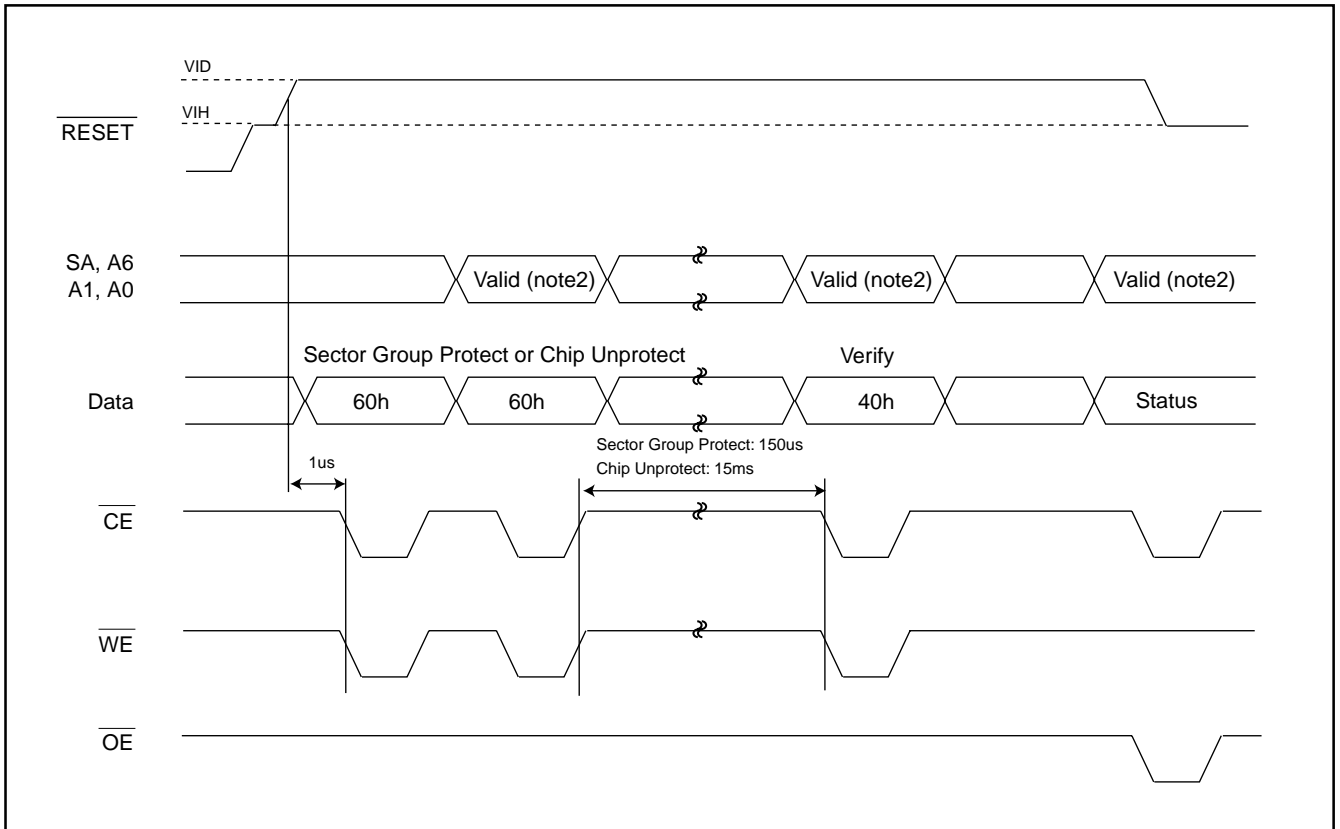 VID
VIH
RESET
SA, A6
A1, A0
Valid (note2)
Valid (note2)
Valid (note2)
Sector Group Protect or Chip Unprotect
Verify
Data
60h
60h
40h
Status
Sector Group Protect: 150us
Chip Unprotect: 15ms
1us
CE
WE
OE